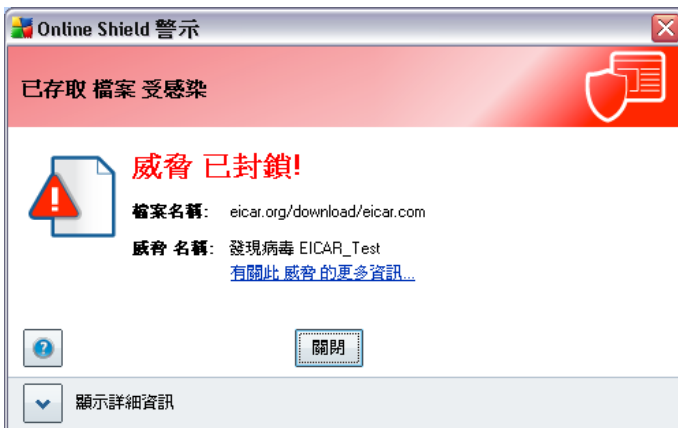 Online Shield 警示
已存取 檔案 受感染
威脅 已封鎖!
檔案名稱: eicar.org/download/eicar.com
威脅 名稱: 發現病毒 EICAR_Test
有關此 威脅 的更多資訊...
關閉
顯示詳細資訊